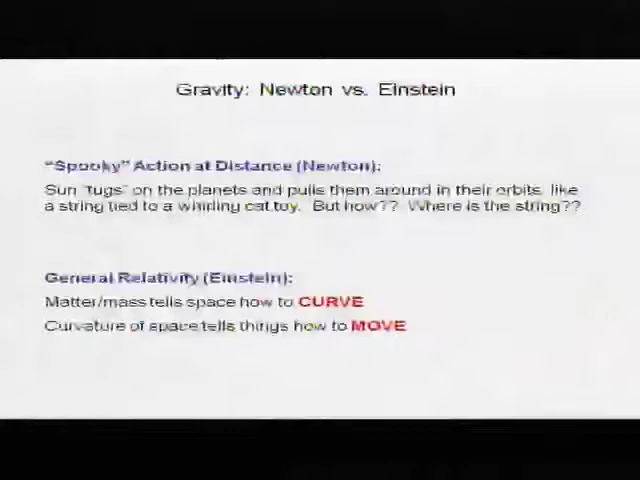 Gravity: Newton vs. Einstein
“Spooky” Action at Distance (Newton):
Sun “tugs” on the planets and pulls them around in their orbits, like
a string tied to a whirling cat toy. But how?? Where is the string??
General Relativity (Einstein):
Matter/mass tells space how to CURVE
Curvature of space tells things how to MOVE